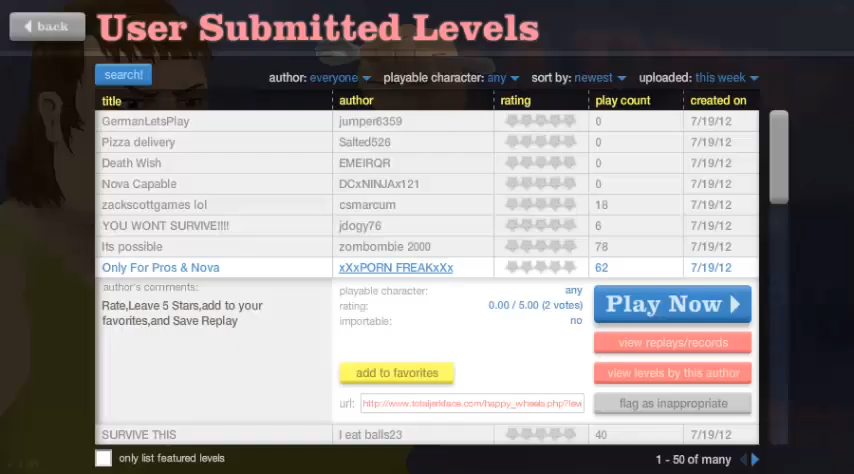 back
User Submitted Levels
search!
author: everyone playable character: any sort by: newest uploaded: this week
title author rating play count created on
GermanLetsPlay jumper6359 0 7/19/12
Pizza delivery Salted526 0 7/19/12
Death Wish EMEIRQR 0 7/19/12
Nova Capable DCxNINJAx121 0 7/19/12
zackscottgames lol csmarcum 18 7/19/12
YOU WONT SURVIVE!!!! jdogy76 6 7/19/12
Its possible zombombie 2000 78 7/19/12
Only For Pros & Nova xXxPORN FREAKxXx 62 7/19/12
author's comments:
Rate,Leave 5 Stars,add to your
favorites,and Save Replay
playable character: any
rating: 0.00 / 5.00 (2 votes)
importable: no
add to favorites
url: http://www.totaljerkface.com/happy_wheels.php?lev
Play Now
view replays/records
view levels by this author
flag as inappropriate
SURVIVE THIS I eat balls23 40 7/19/12
only list featured levels
1 - 50 of many